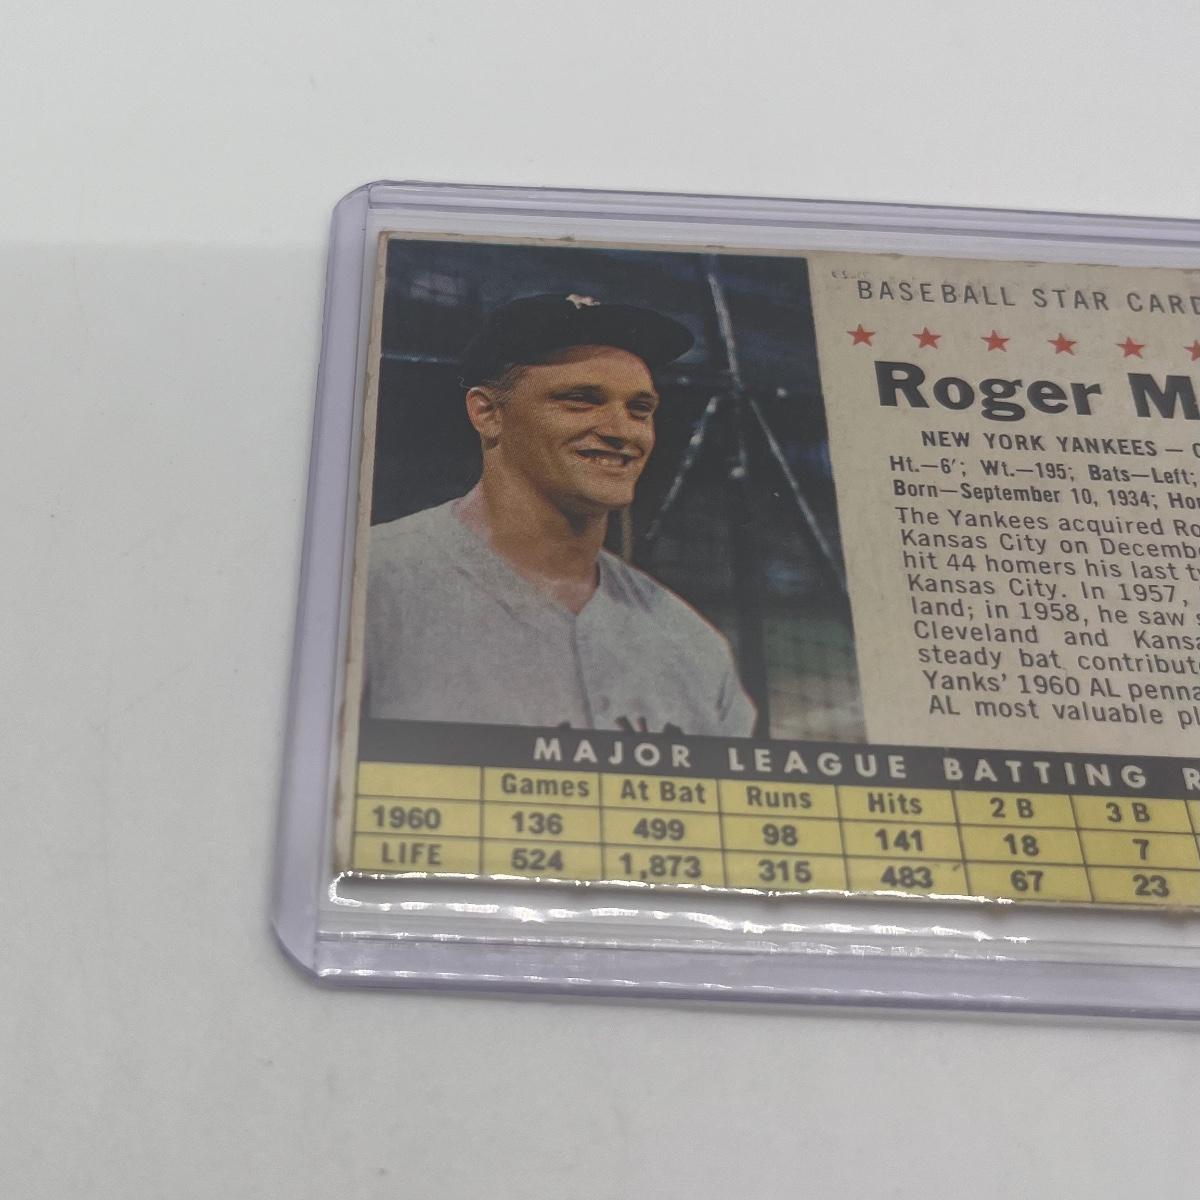 BASEBALL STAR CARD
Roger M
NEW YORK YANKEES —
Ht.—6'; Wt.—195; Bats—Left;
Born—September 10, 1934; Ho
The Yankees acquired Ro
Kansas City on Decemb
hit 44 homers his last t
Kansas City. In 1957,
land; in 1958, he saw
Cleveland and Kansa
steady bat contribut
Yanks' 1960 AL penna
AL most valuable pl
MAJOR LEAGUE BATTING R
Games At Bat Runs Hits 2 B 3 B
1960 136 499 98 141 18 7
LIFE 524 1,873 315 483 67 23